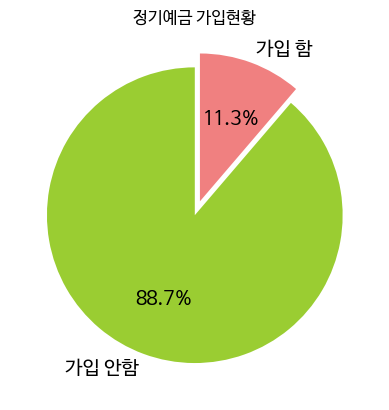 정기예금 가입현황
가입 함
11.3%
88.7%
가입 안함